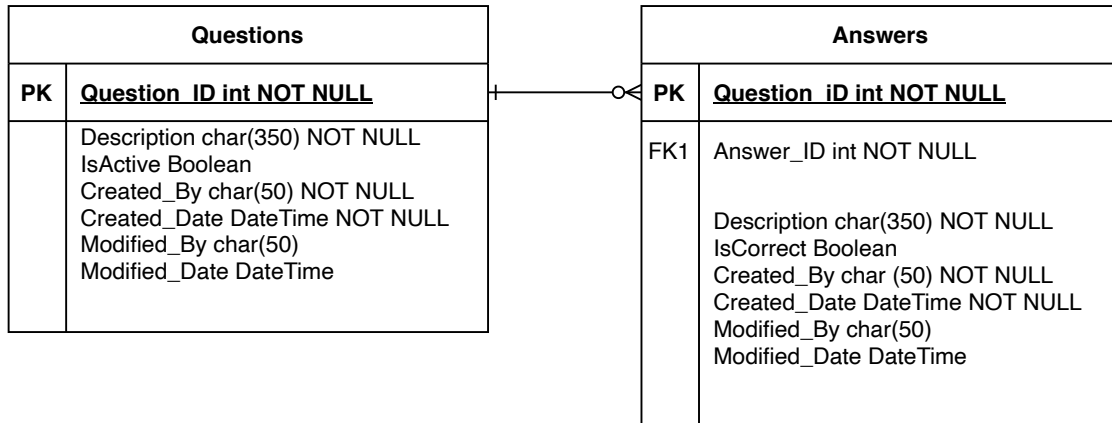 Questions
PK Question_ID int NOT NULL
Description char(350) NOT NULL
IsActive Boolean
Created_By char(50) NOT NULL
Created_Date DateTime NOT NULL
Modified_By char(50)
Modified_Date DateTime
Answers
PK Question_iD int NOT NULL
FK1 Answer_ID int NOT NULL
Description char(350) NOT NULL
IsCorrect Boolean
Created_By char (50) NOT NULL
Created_Date DateTime NOT NULL
Modified_By char(50)
Modified_Date DateTime